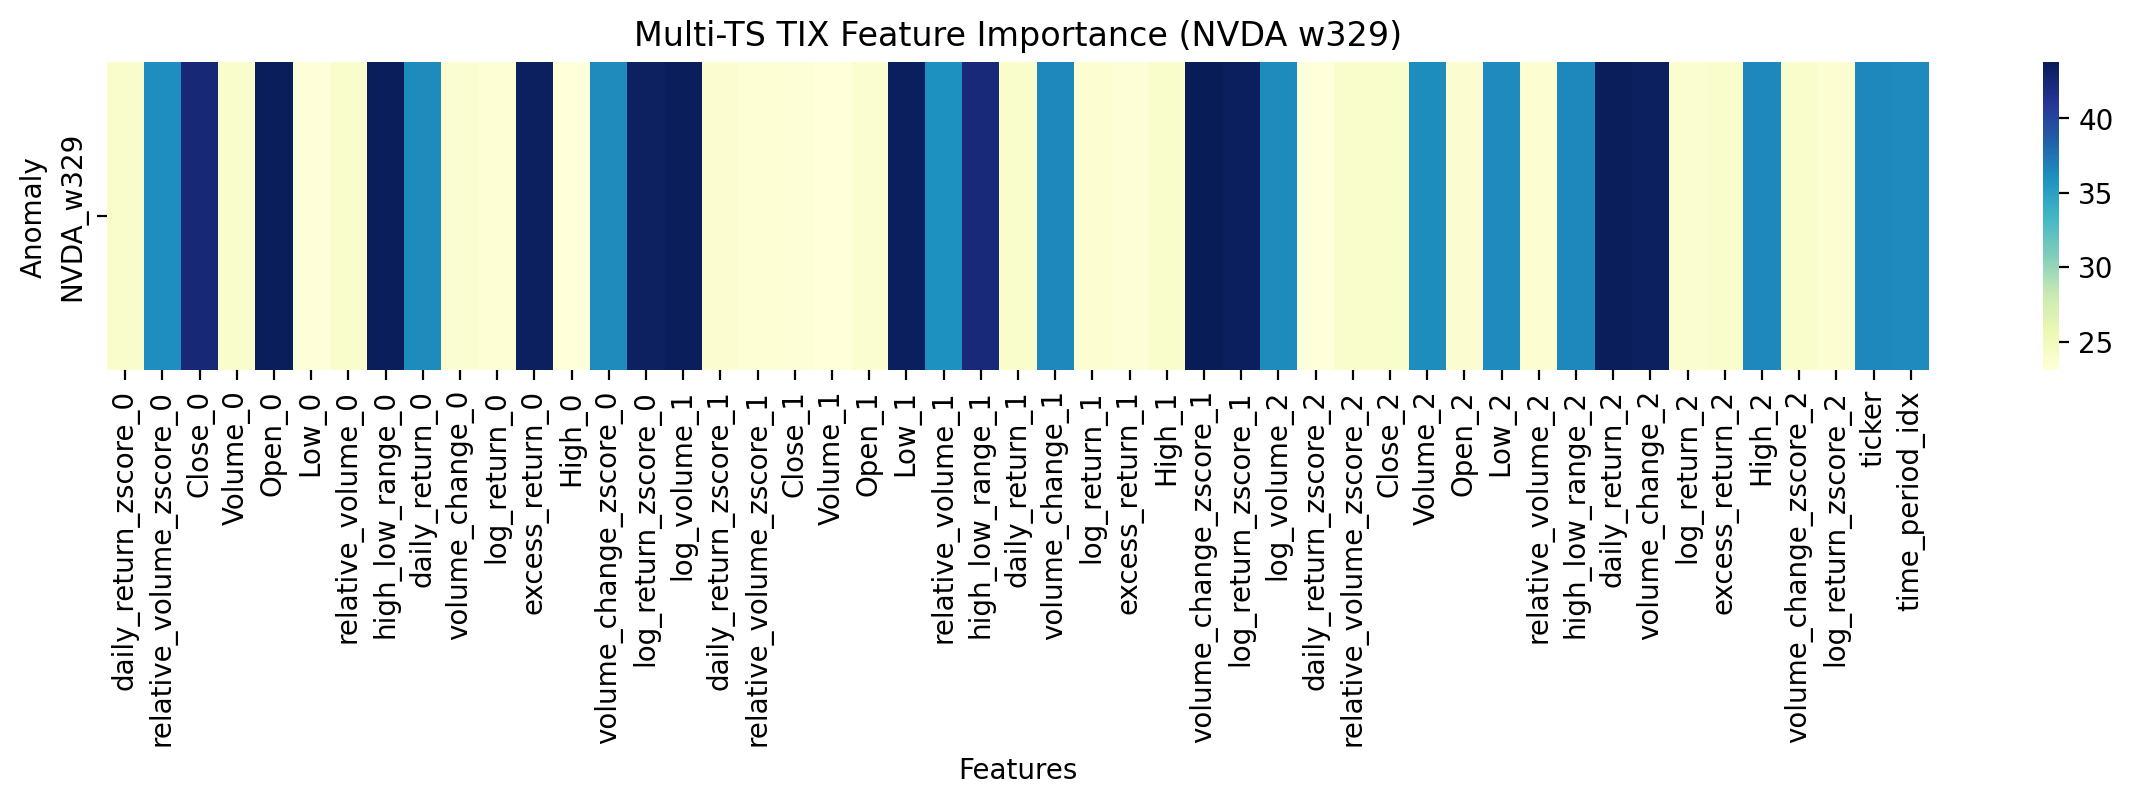 Multi-TS TIX Feature Importance (NVDA w329)
Anomaly
NVDA_w329
40
35
30
25
daily_return_zscore_0
relative_volume_zscore_0
Close_0
Volume_0
Open_0
Low_0
relative_volume_0
high_low_range_0
daily_return_0
volume_change_0
log_return_0
excess_return_0
High_0
volume_change_zscore_0
log_return_zscore_0
log_volume_1
daily_return_zscore_1
relative_volume_zscore_1
Close_1
Volume_1
Open_1
Low_1
relative_volume_1
high_low_range_1
daily_return_1
volume_change_1
log_return_1
excess_return_1
High_1
volume_change_zscore_1
log_return_zscore_1
log_volume_2
daily_return_zscore_2
relative_volume_zscore_2
Close_2
Volume_2
Open_2
Low_2
relative_volume_2
high_low_range_2
daily_return_2
volume_change_2
log_return_2
excess_return_2
High_2
volume_change_zscore_2
log_return_zscore_2
ticker
time_period_idx
Features